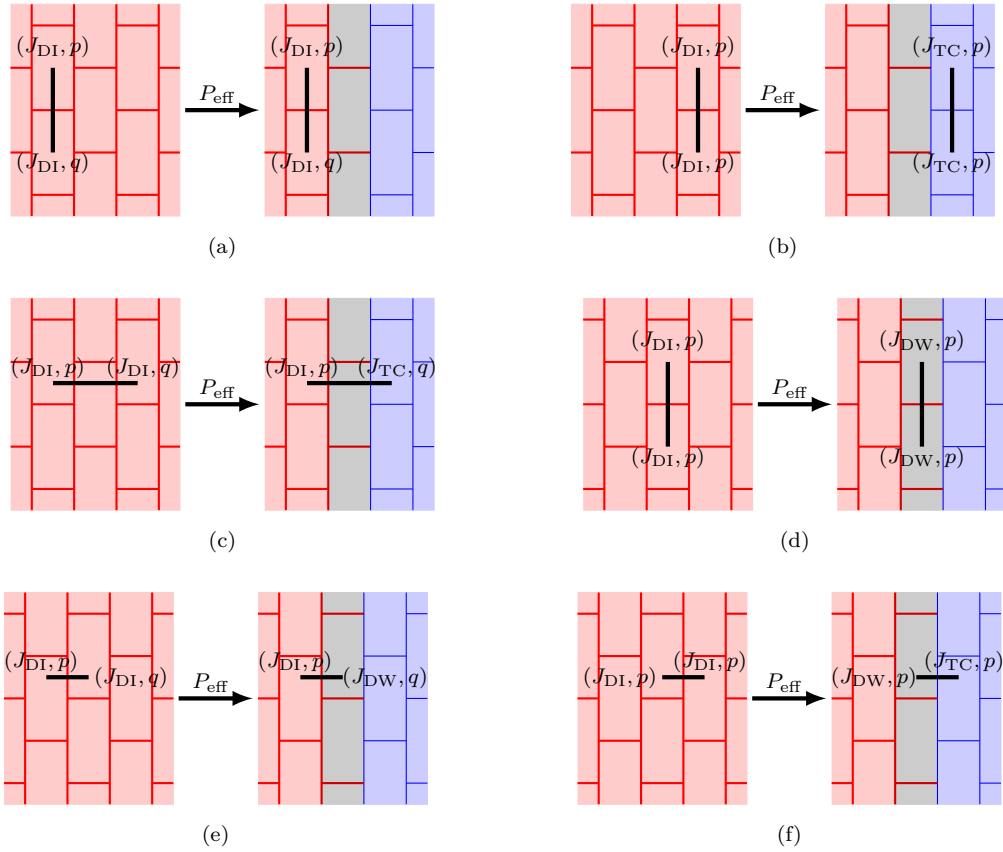 (J_DI, p) (J_DI, p)
P_eff
(J_DI, q) (J_DI, q)
(a)
(J_DI, p) (J_TC, p)
P_eff
(J_DI, p) (J_TC, p)
(b)
(J_DI, p) (J_DI, q) (J_DI, p) (J_TC, q)
P_eff
(c)
(J_DI, p) (J_DW, p)
P_eff
(J_DI, p) (J_DW, p)
(d)
(J_DI, p) (J_DI, p)
(J_DI, q) (J_DW, q)
P_eff
(e)
(J_DI, p) (J_TC, p)
(J_DI, p) (J_DW, p)
P_eff
(f)